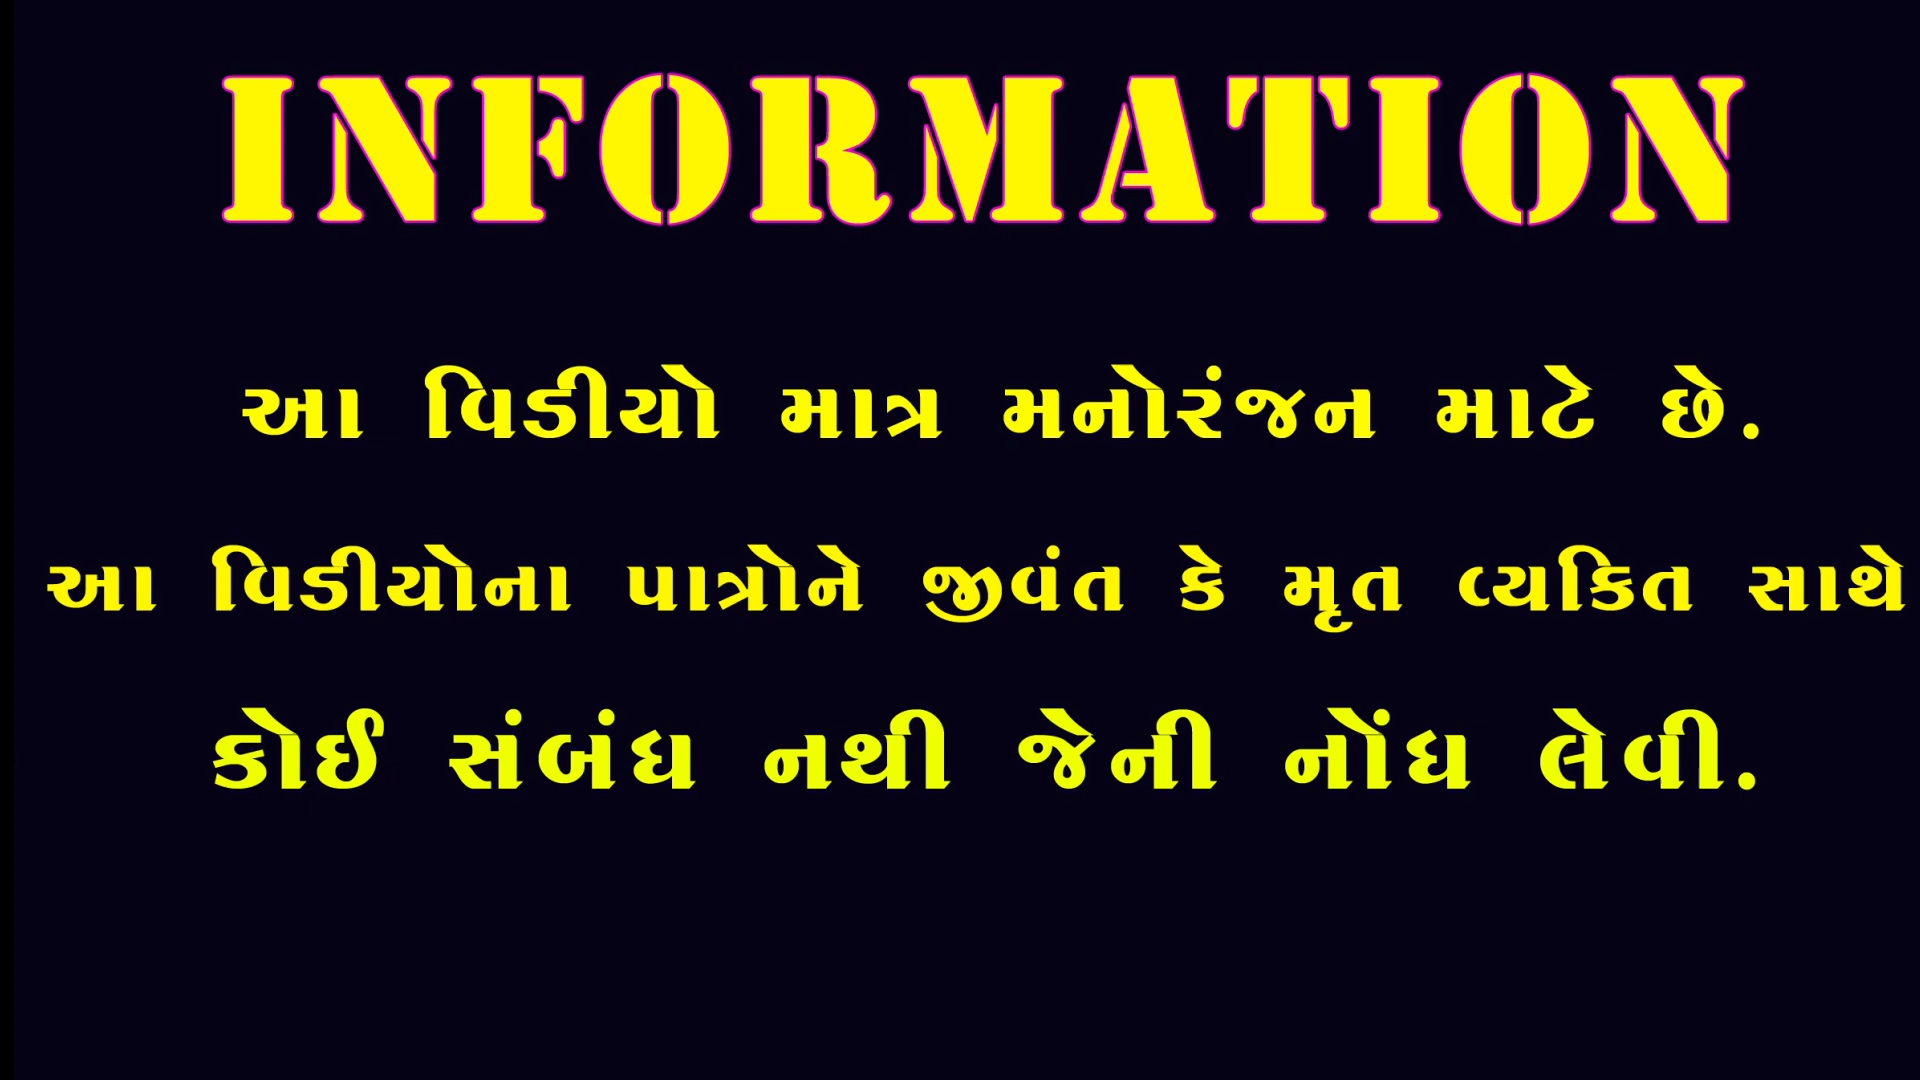 INFORMATION
આ વિડીયો માત્ર મનોરંજન માટે છે.
આ વિડીયોના પાત્રોને જીવંત કે મૃત વ્યકિત સાથે
કોઈ સંબંધ નથી જેની નોંધ લેવી.